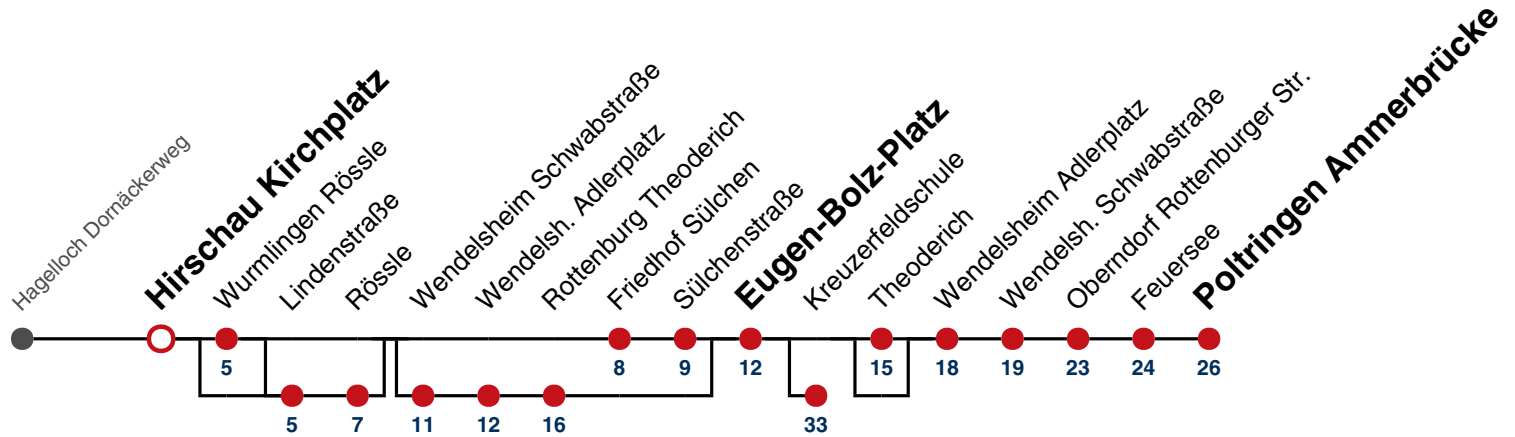 Hagelloch Dornäckerweg
Hirschau Kirchplatz
Wurmlingen Rössle
Lindenstraße
Rössle
Wendelsheim Schwabstraße
Wendelsh. Adlerplatz
Rottenburg Theoderich
Friedhof Sülchen
Sülchenstraße
Eugen-Bolz-Platz
Kreuzerfeldschule
Theoderich
Wendelsheim Adlerplatz
Wendelsh. Schwabstraße
Oberndorf Rottenburger Str.
Feuersee
Poltringen Ammerbrücke
5 8 9 12 15 18 19 23 24 26
5 7 11 12 16 33